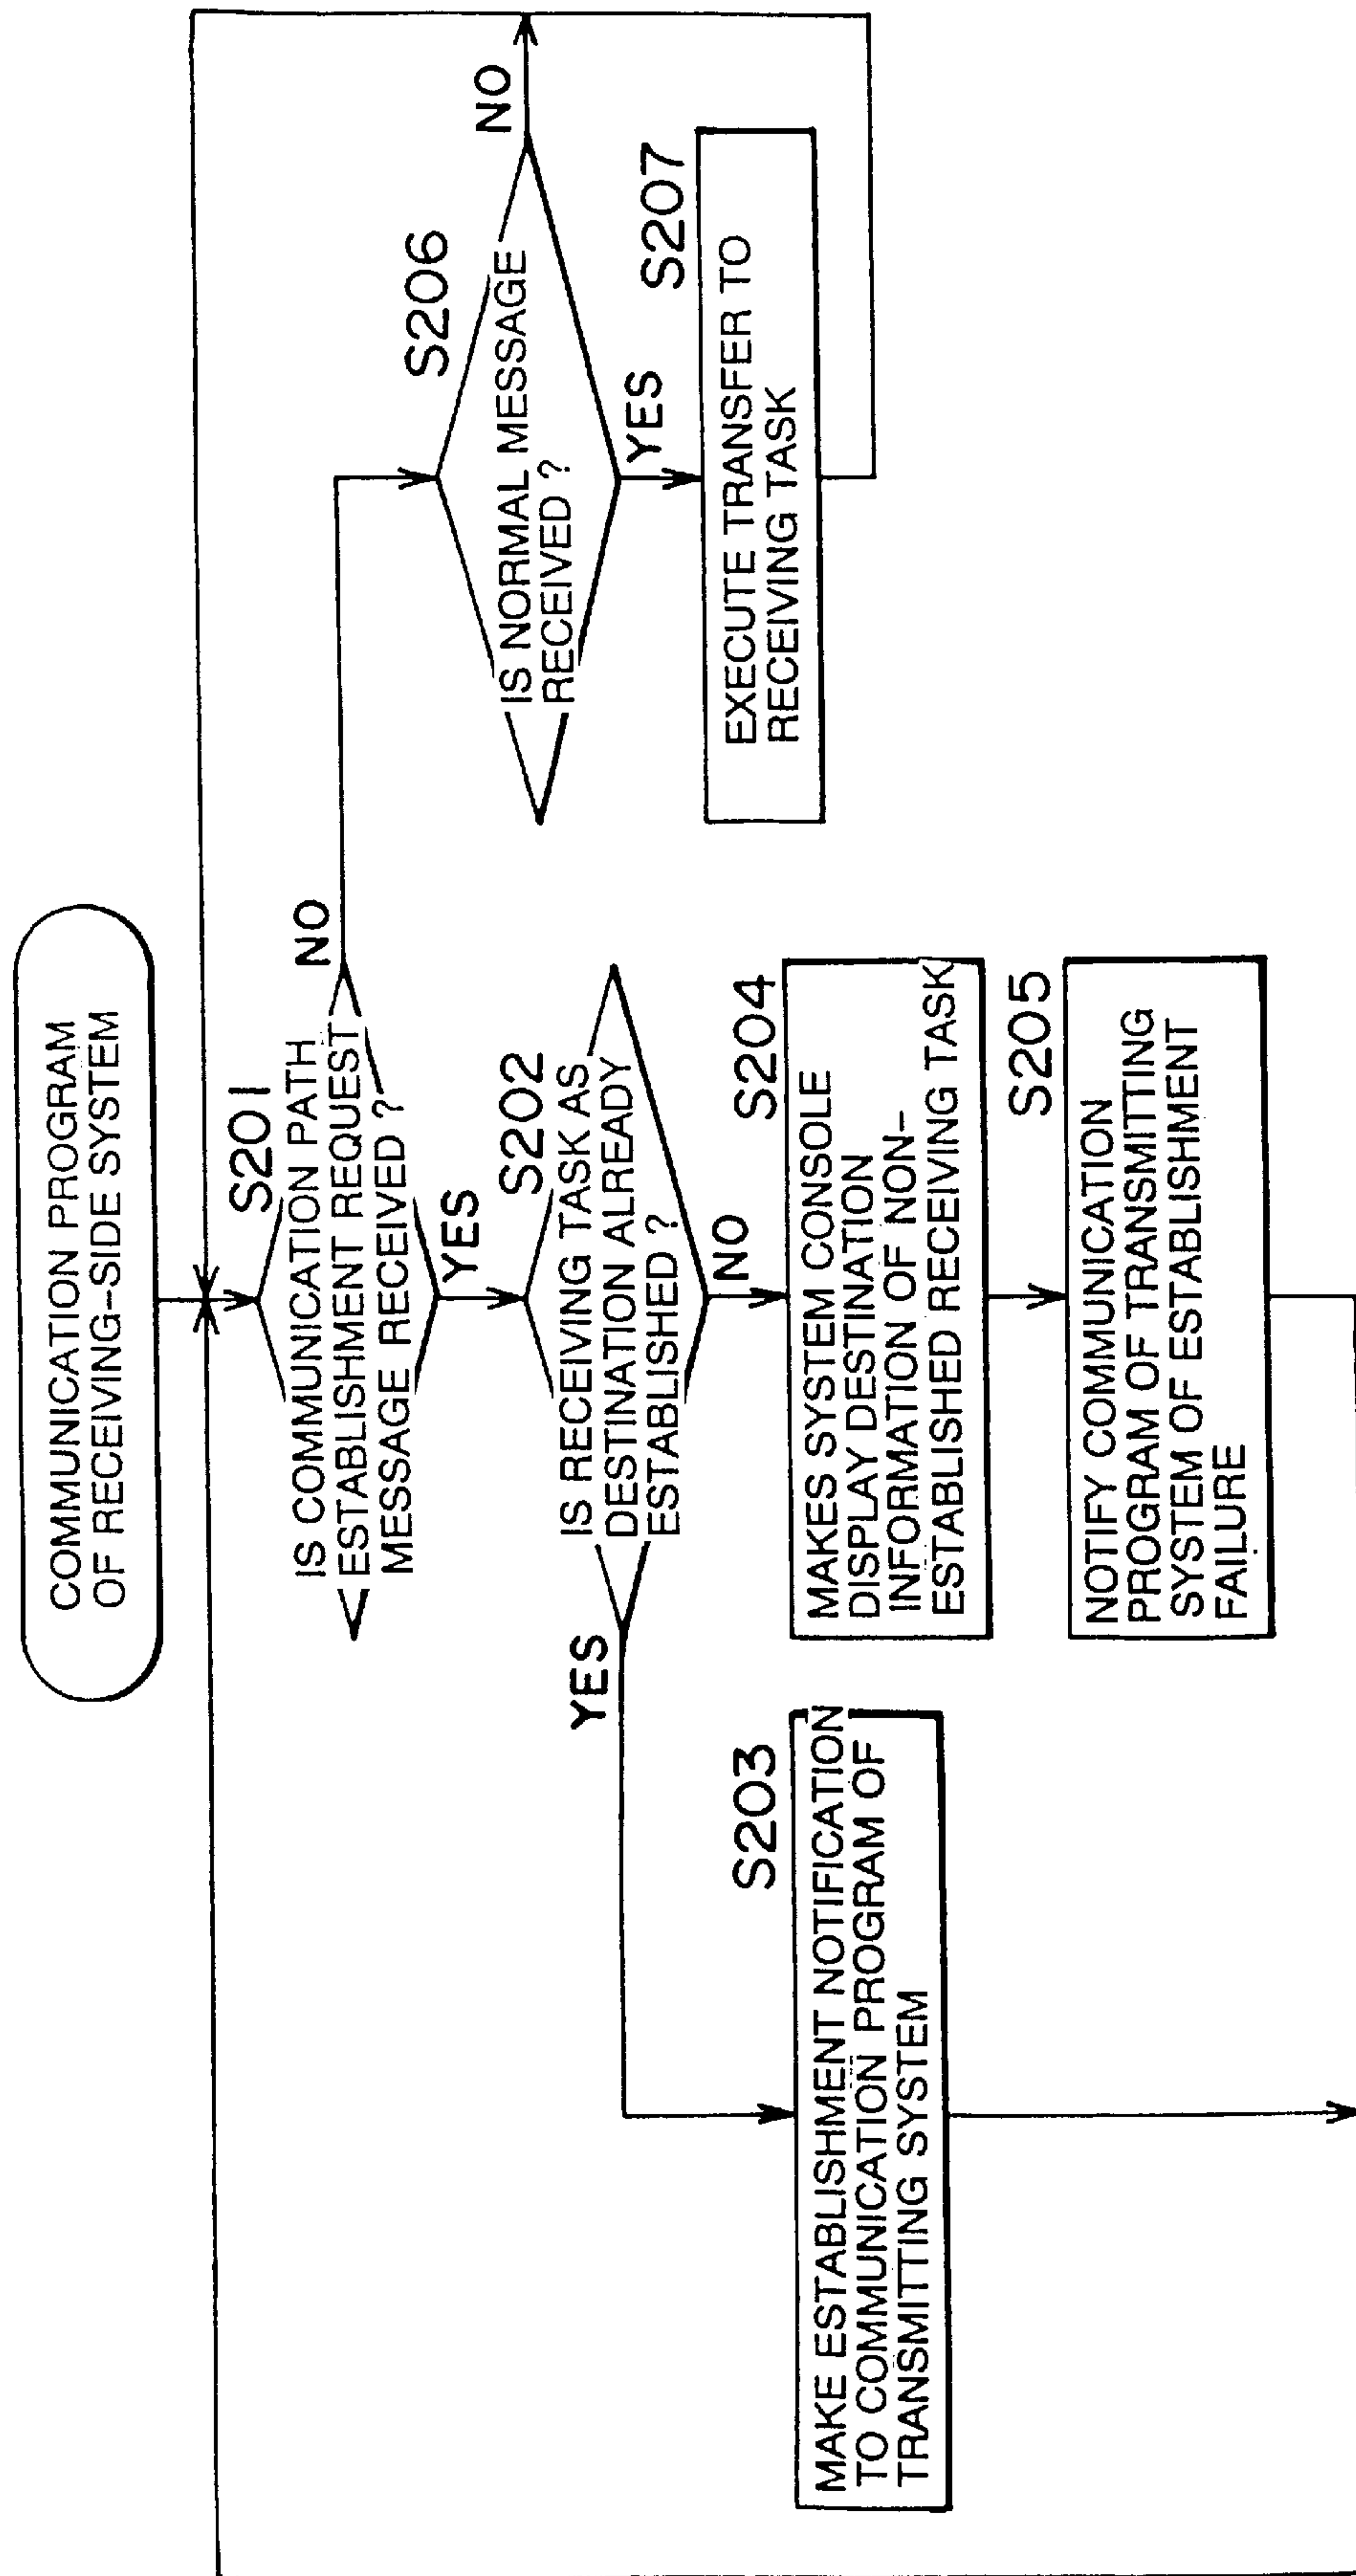 COMMUNICATION PROGRAM
OF RECEIVING-SIDE SYSTEM
S201
IS COMMUNICATION PATH
ESTABLISHMENT REQUEST
MESSAGE RECEIVED ?
NO
YES
S202
IS RECEIVING TASK AS
DESTINATION ALREADY
ESTABLISHED ?
YES
NO
S203
MAKE ESTABLISHMENT NOTIFICATION
TO COMMUNICATION PROGRAM OF
TRANSMITTING SYSTEM
S204
MAKES SYSTEM CONSOLE
DISPLAY DESTINATION
INFORMATION OF NON-
ESTABLISHED RECEIVING TASK
S205
NOTIFY COMMUNICATION
PROGRAM OF TRANSMITTING
SYSTEM OF ESTABLISHMENT
FAILURE
S206
IS NORMAL MESSAGE
RECEIVED ?
NO
YES
S207
EXECUTE TRANSFER TO
RECEIVING TASK